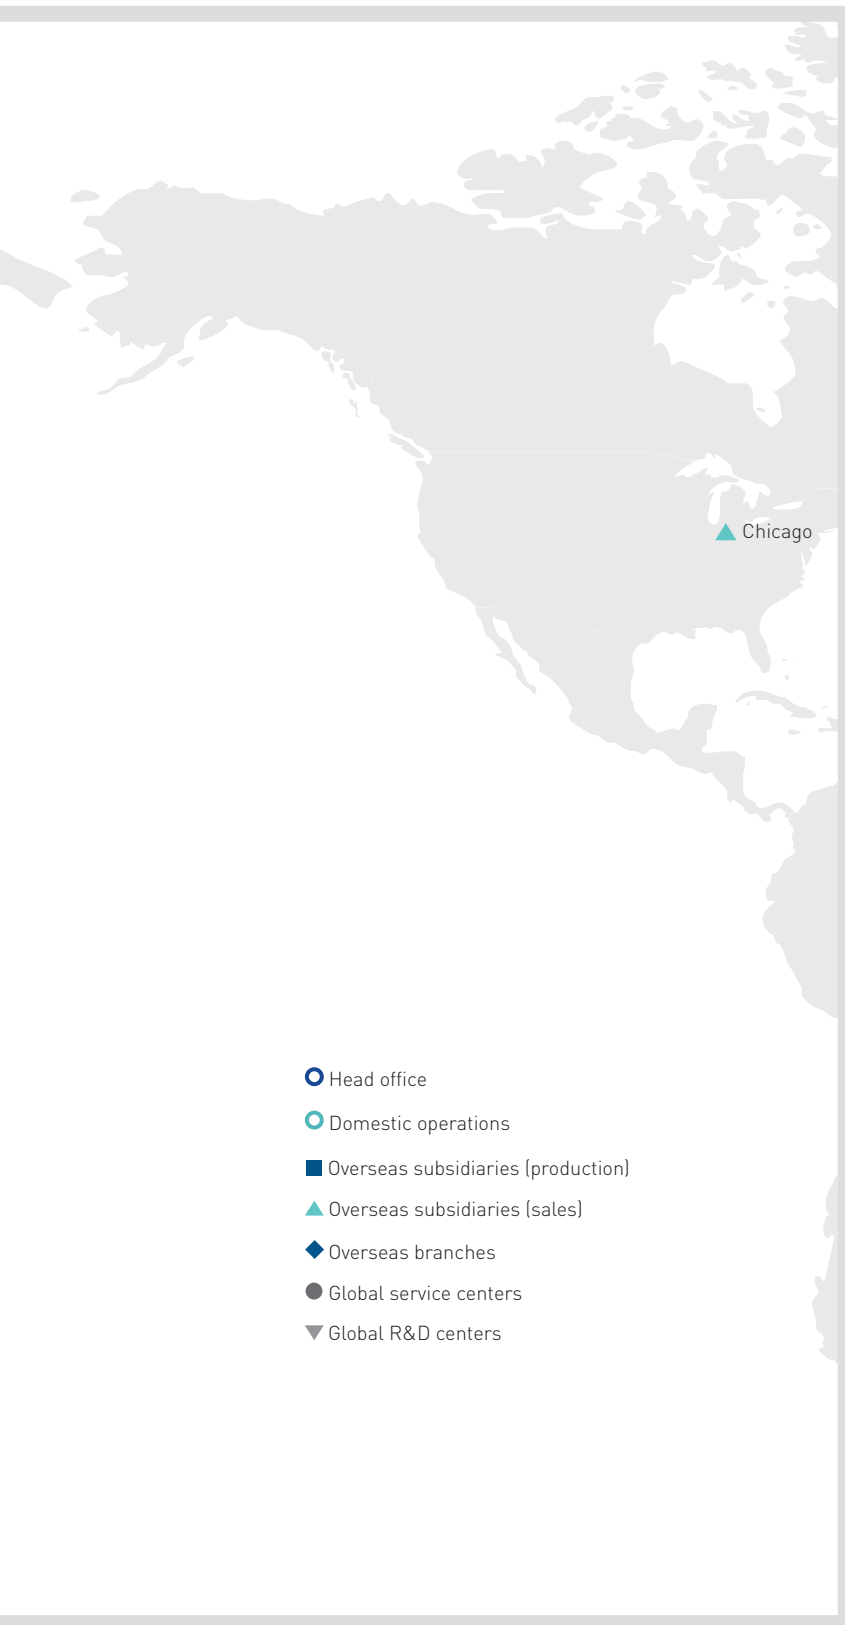 Chicago
Head office
Domestic operations
Overseas subsidiaries (production)
Overseas subsidiaries (sales)
Overseas branches
Global service centers
Global R&D centers